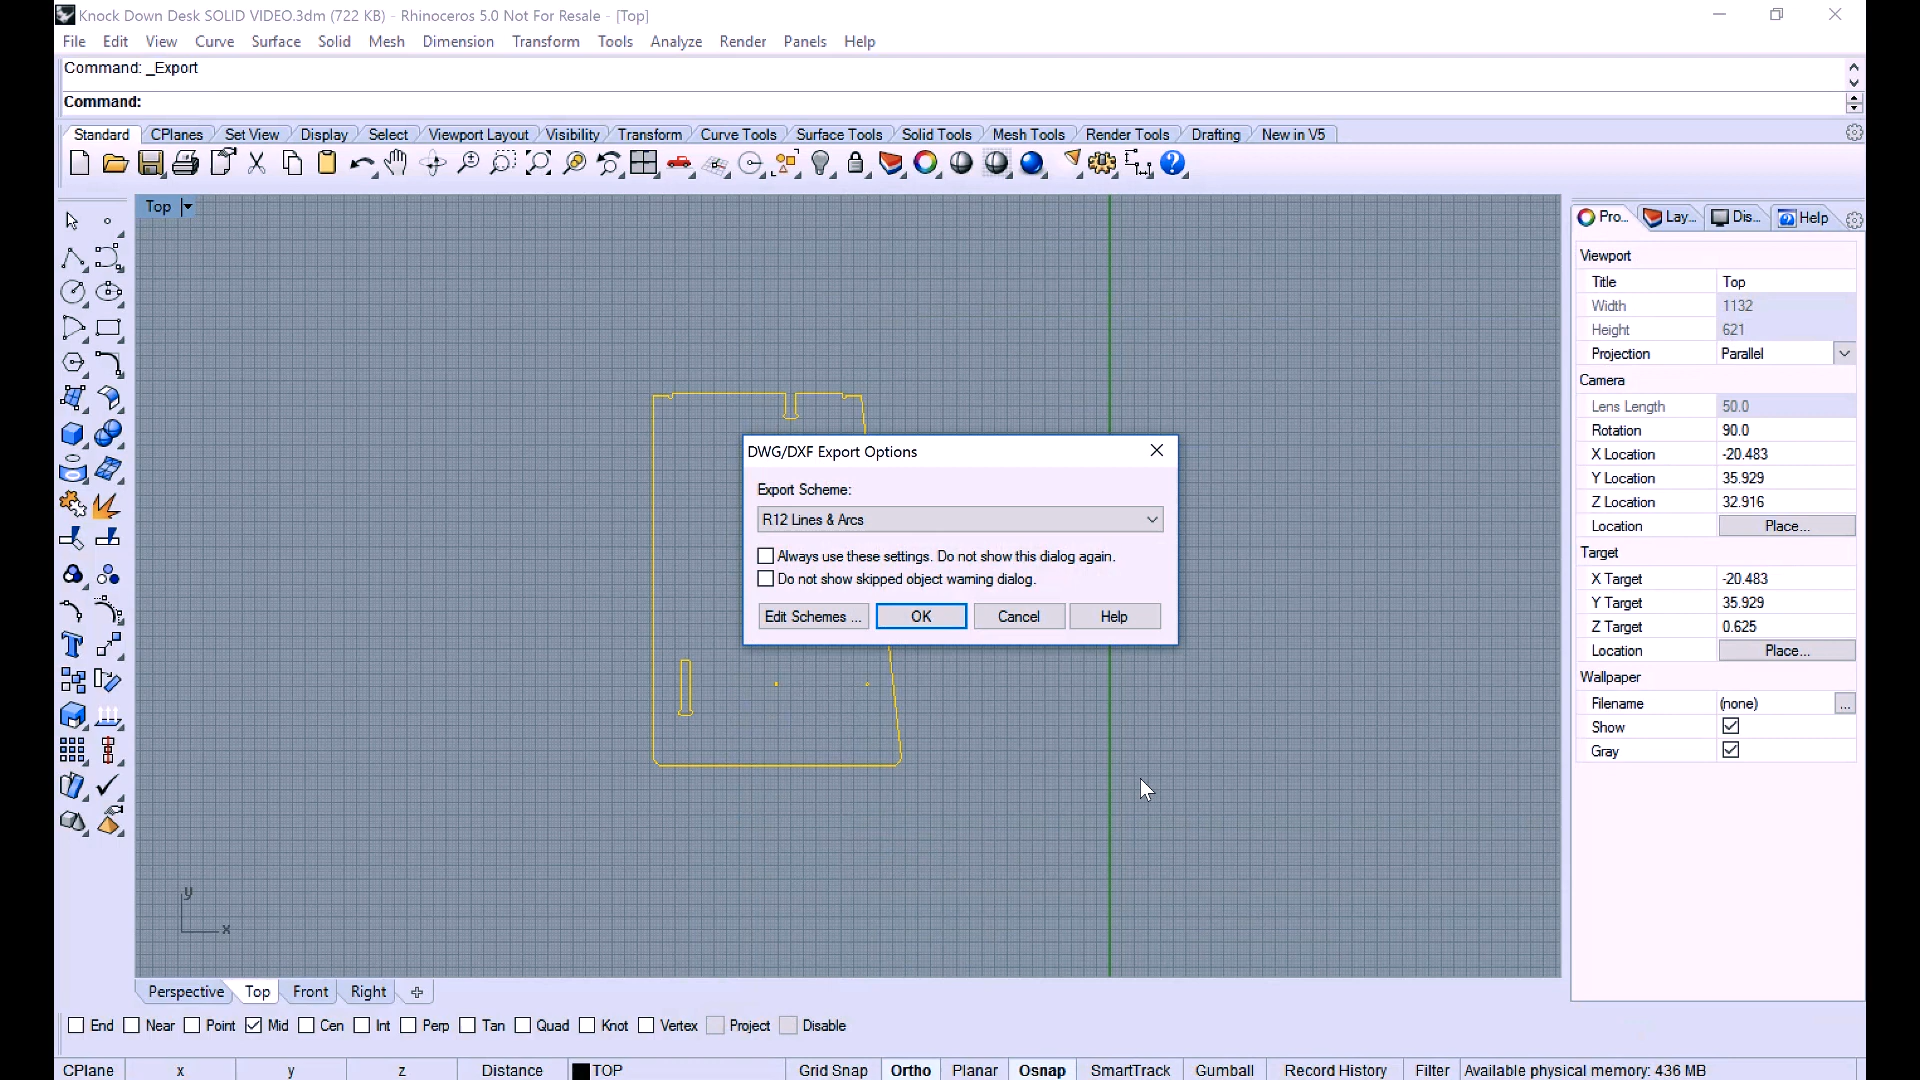 Knock Down Desk SOLID VIDEO.3dm (722 KB) - Rhinoceros 5.0 Not For Resale - [Top]
File Edit View Curve Surface Solid Mesh Dimension Transform Tools Analyze Render Panels Help
Command: _Export
Command:
Standard CPlanes Set View Display Select Viewport Layout Visibility Transform Curve Tools Surface Tools Solid Tools Mesh Tools Render Tools Drafting New in V5
Top
Pro... Lay... Dis... Help
Viewport
Title Top
Width 1132
Height 621
Projection Parallel
Camera
Lens Length 50.0
Rotation 90.0
X Location -20.483
Y Location 35.929
Z Location 32.916
Location Place...
Target
X Target -20.483
Y Target 35.929
Z Target 0.625
Location Place...
Wallpaper
Filename (none) ...
Show
Gray
DWG/DXF Export Options
Export Scheme:
R12 Lines & Arcs
Always use these settings. Do not show this dialog again.
Do not show skipped object warning dialog.
Edit Schemes ... OK Cancel Help
y
x
Perspective Top Front Right
End Near Point Mid Cen Int Perp Tan Quad Knot Vertex Project Disable
CPlane x y z Distance TOP Grid Snap Ortho Planar Osnap SmartTrack Gumball Record History Filter Available physical memory: 436 MB